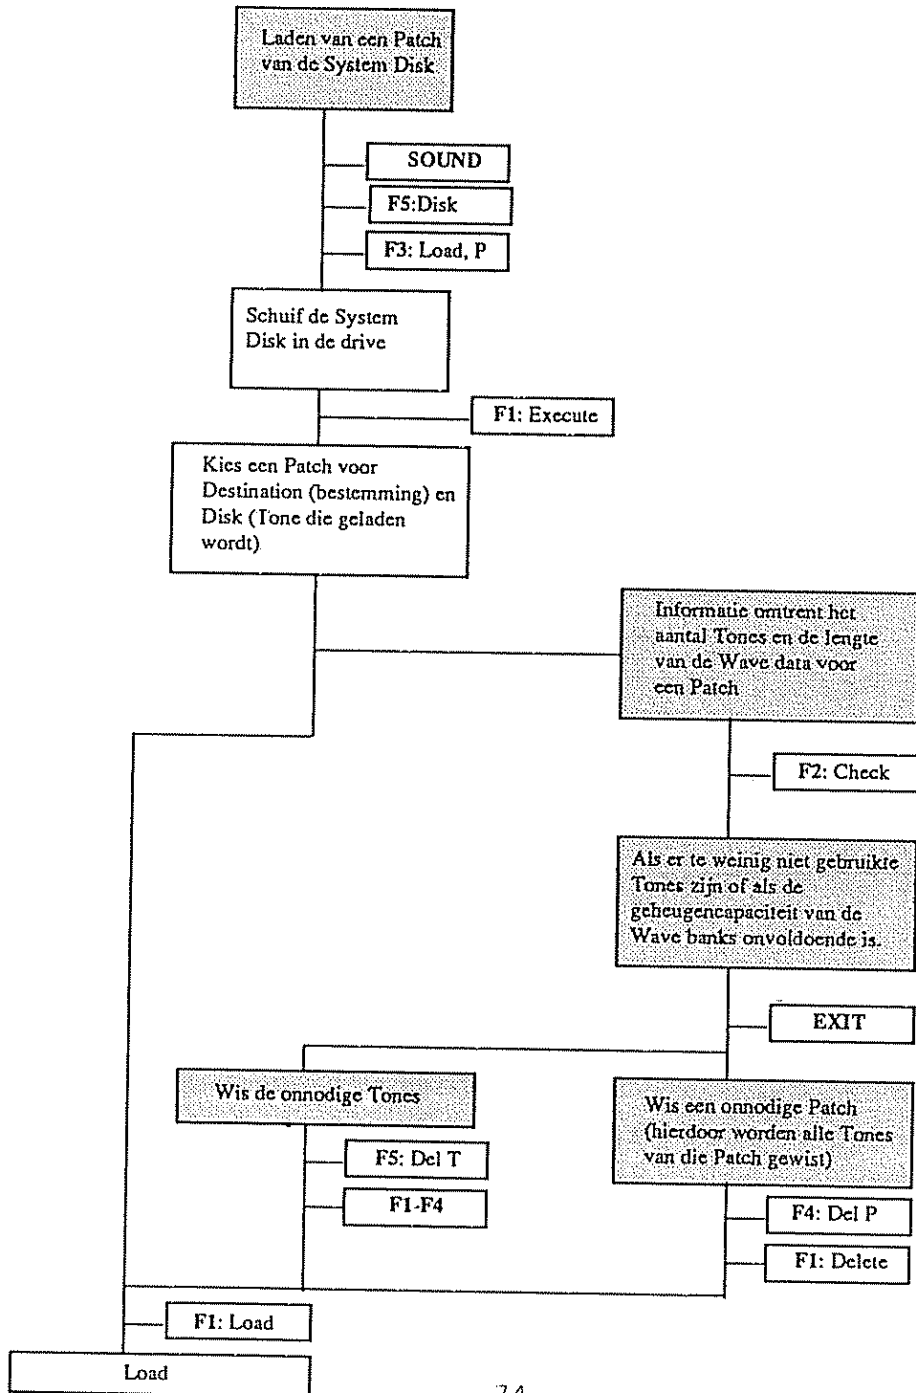 Laden van een Patch
van de System Disk
SOUND
F5:Disk
F3: Load, P
Schuif de System
Disk in de drive
F1: Execute
Kies een Patch voor
Destination (bestemming) en
Disk (Tone die geladen
wordt)
Informatie omtrent het
aantal Tones en de lengte
van de Wave data voor
een Patch
F2: Check
Als er te weinig niet gebruikte
Tones zijn of als de
geheugencapaciteit van de
Wave banks onvoldoende is.
EXIT
Wis de onnodige Tones
F5: Del T
F1-F4
Wis een onnodige Patch
(hierdoor worden alle Tones
van die Patch gewist)
F4: Del P
F1: Delete
F1: Load
Load